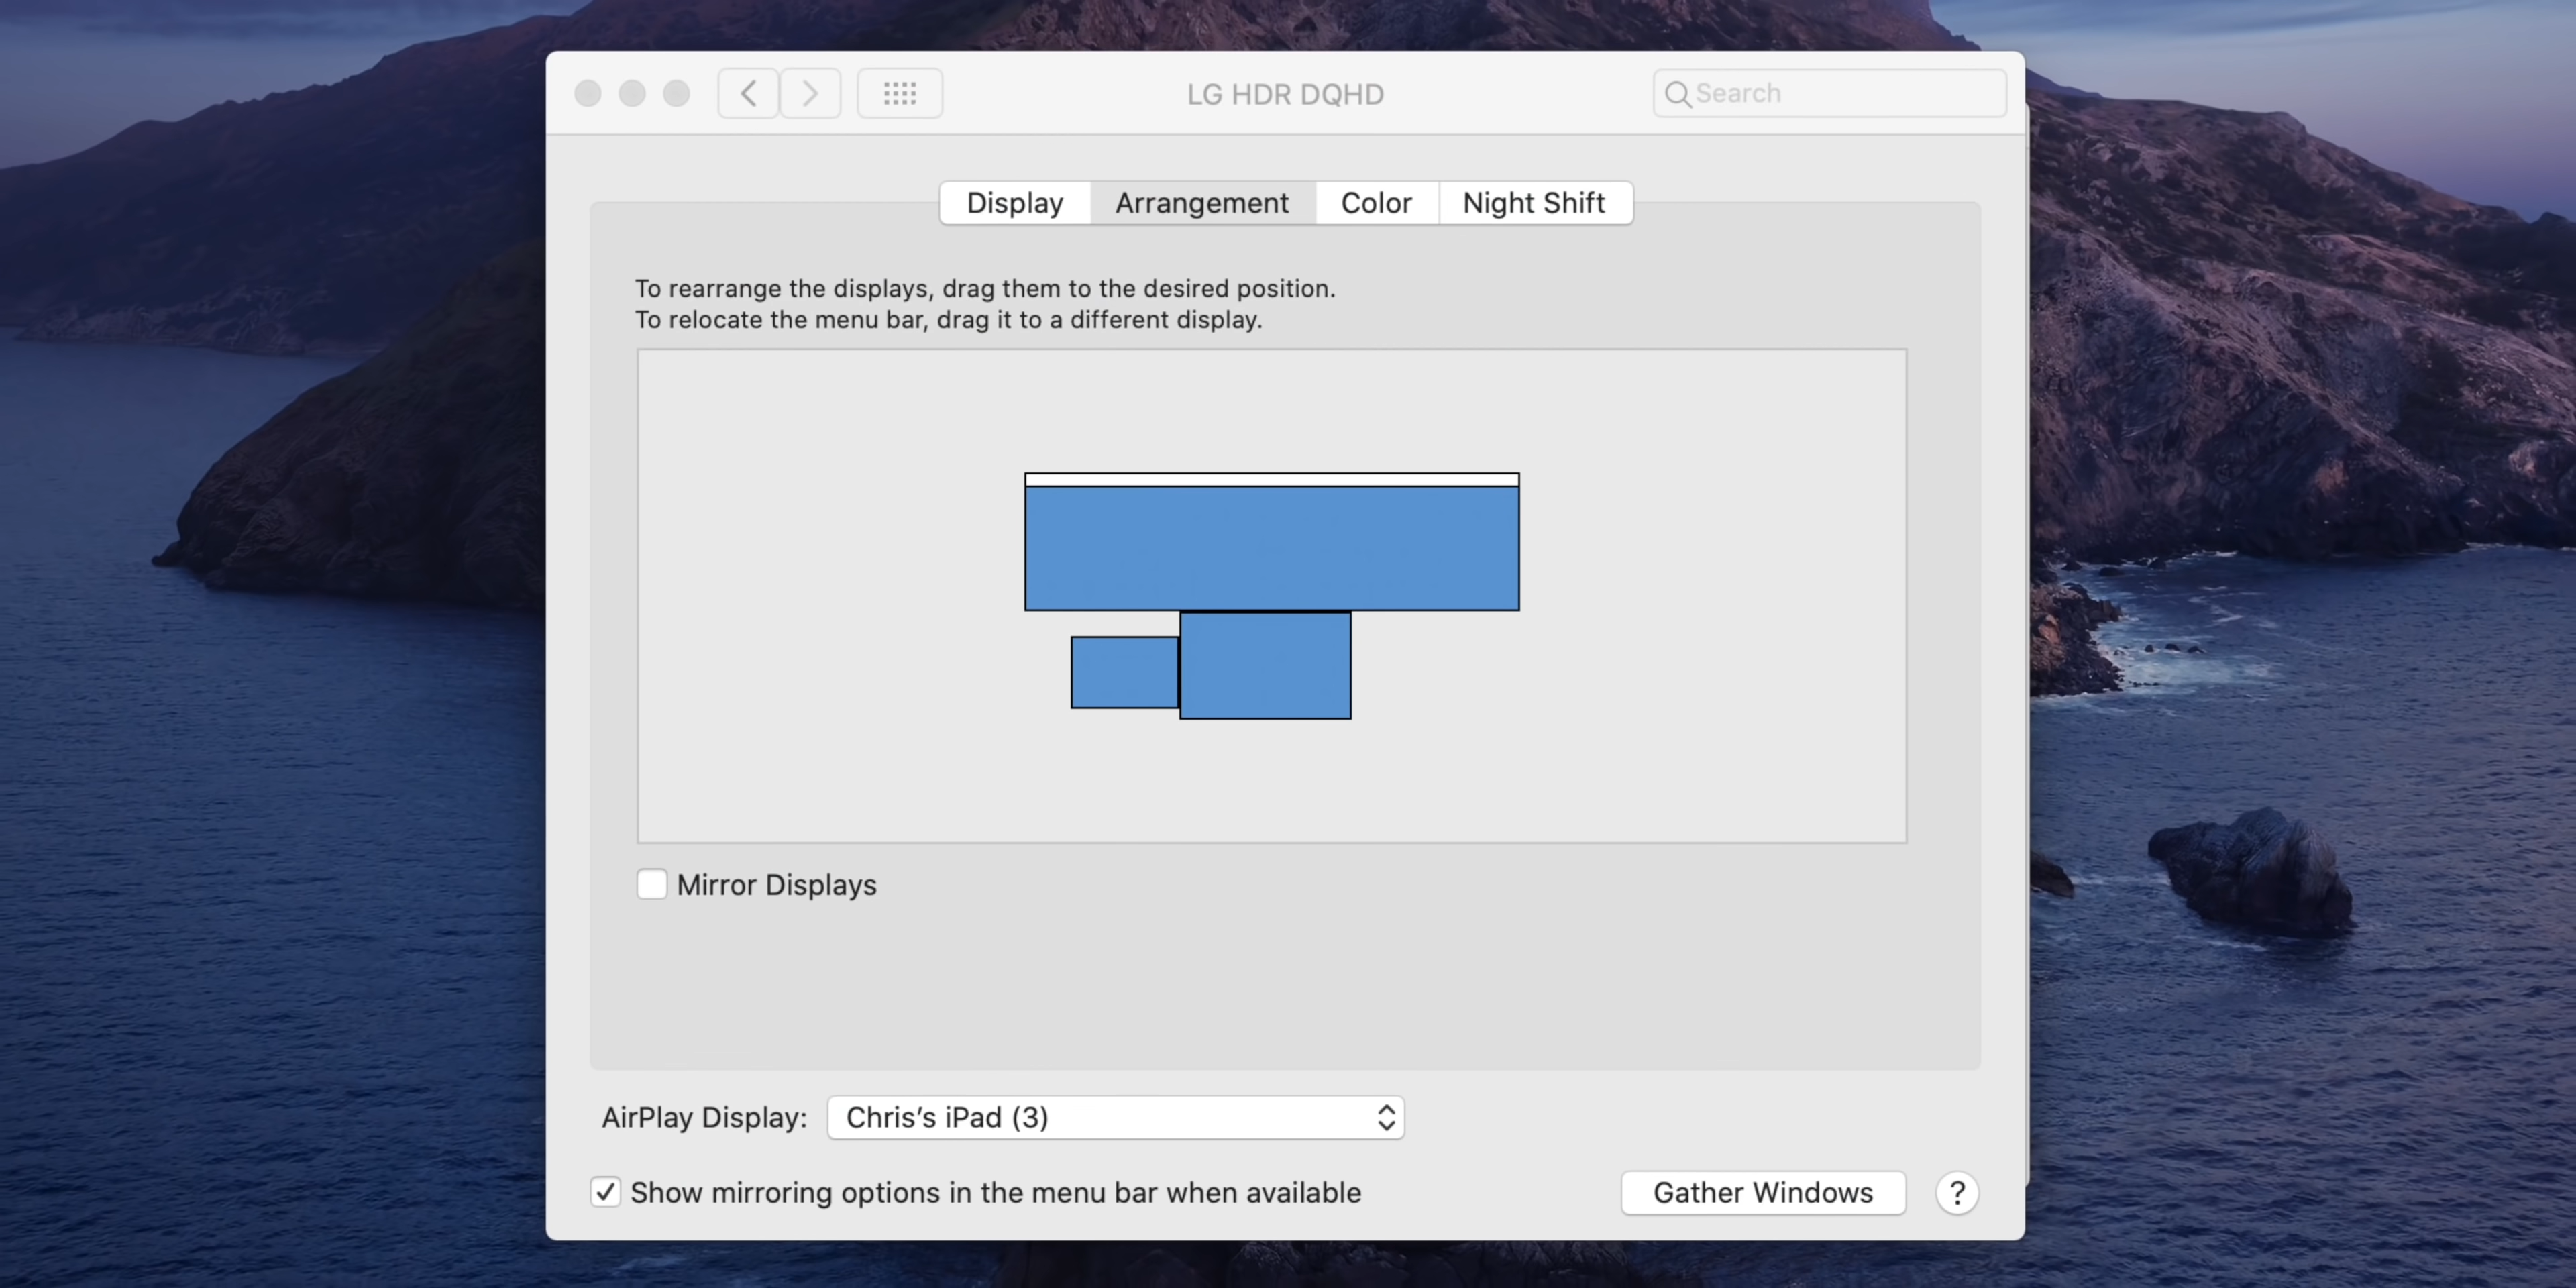 LG HDR DQHD
Search
Display Arrangement Color Night Shift
To rearrange the displays, drag them to the desired position.
To relocate the menu bar, drag it to a different display.
Mirror Displays
AirPlay Display: Chris’s iPad (3)
Show mirroring options in the menu bar when available
Gather Windows ?